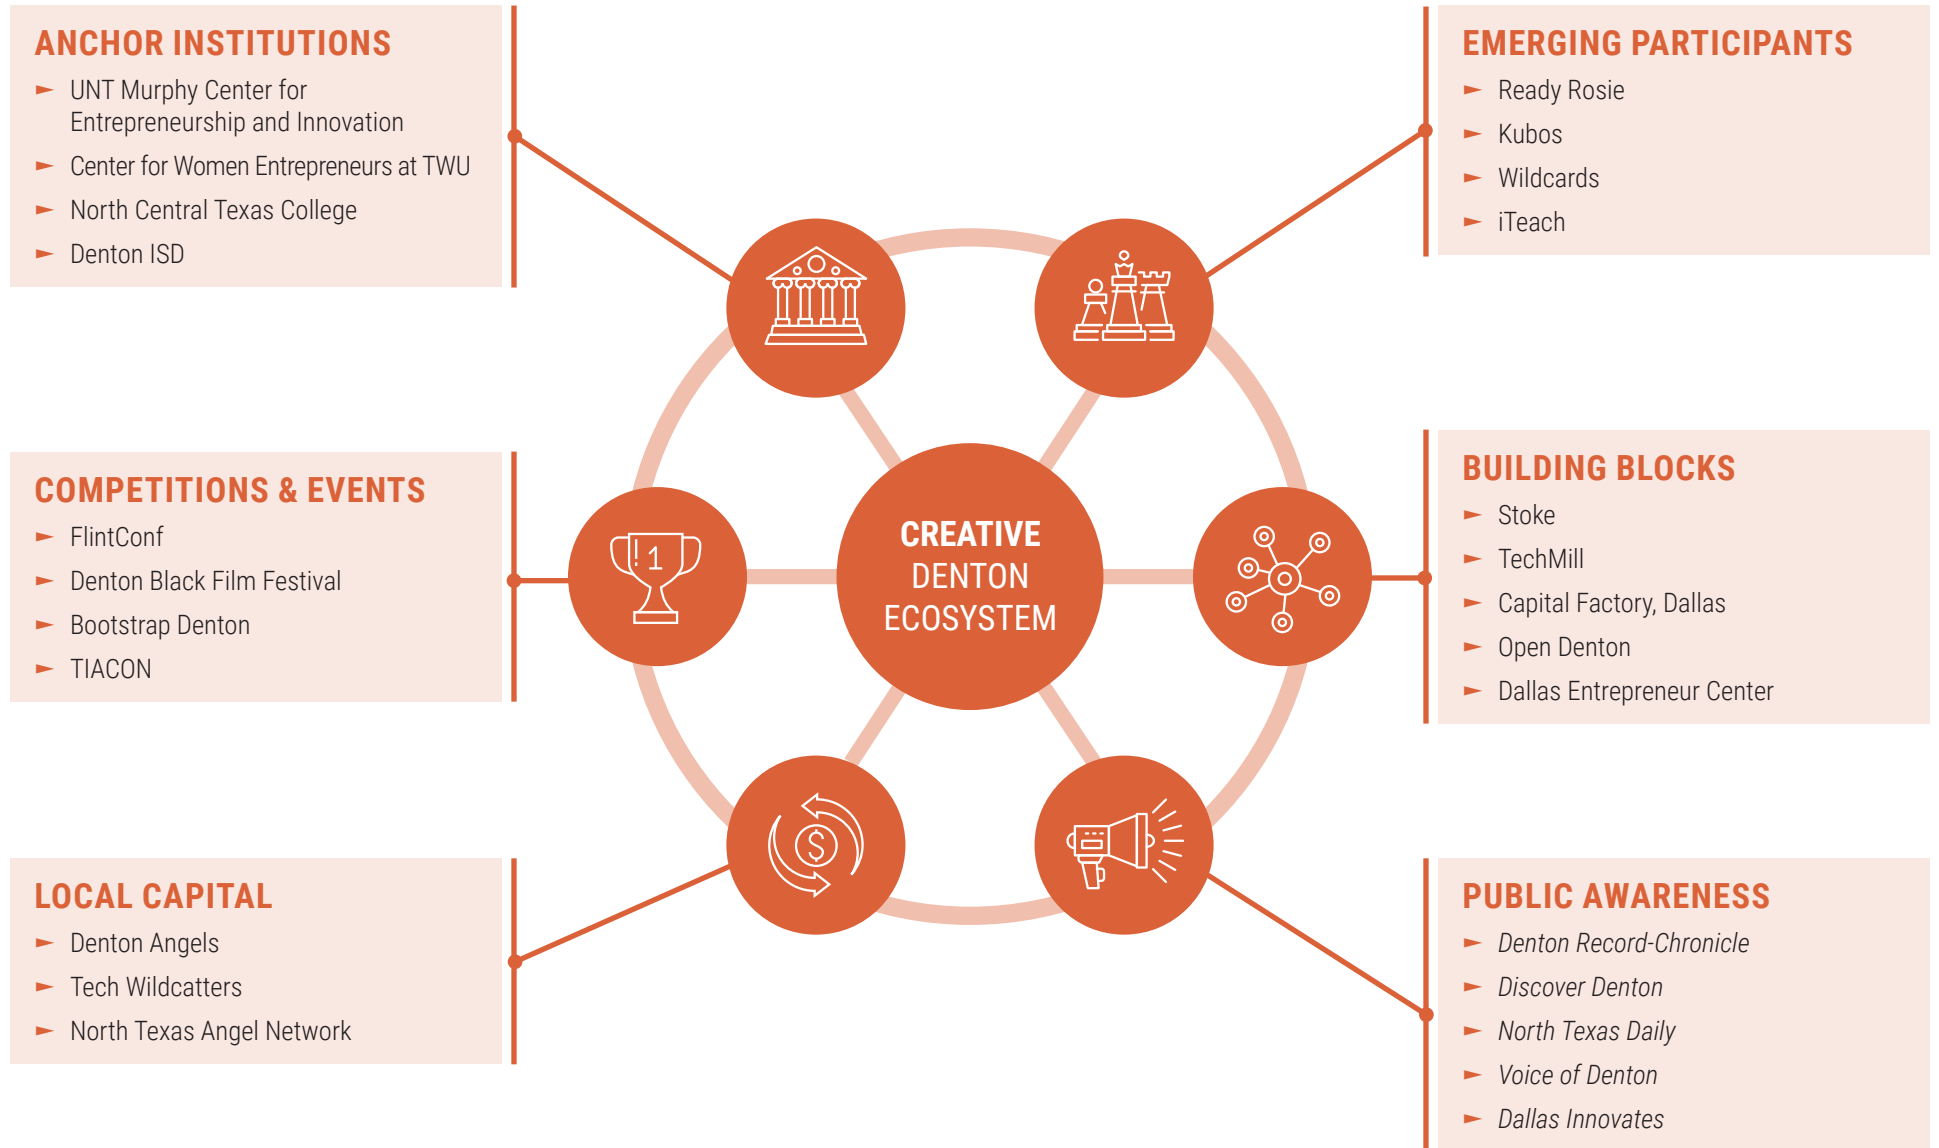 ANCHOR INSTITUTIONS
► UNT Murphy Center for
Entrepreneurship and Innovation
► Center for Women Entrepreneurs at TWU
► North Central Texas College
► Denton ISD
EMERGING PARTICIPANTS
► Ready Rosie
► Kubos
► Wildcards
► iTeach
COMPETITIONS & EVENTS
► FlintConf
► Denton Black Film Festival
► Bootstrap Denton
► TIACON
1
CREATIVE
DENTON
ECOSYSTEM
BUILDING BLOCKS
► Stoke
► TechMill
► Capital Factory, Dallas
► Open Denton
► Dallas Entrepreneur Center
LOCAL CAPITAL
► Denton Angels
► Tech Wildcatters
► North Texas Angel Network
$
PUBLIC AWARENESS
► Denton Record-Chronicle
► Discover Denton
► North Texas Daily
► Voice of Denton
► Dallas Innovates